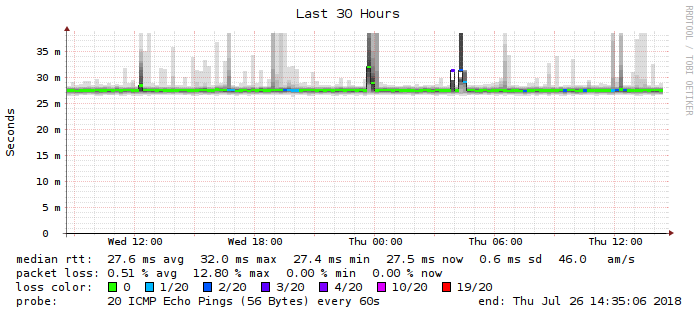 Last 30 Hours
RRDTOOL / TOBI OETIKER
Seconds
35 m
30 m
25 m
20 m
15 m
10 m
5 m
0
Wed 12:00 Wed 18:00 Thu 00:00 Thu 06:00 Thu 12:00
median rtt: 27.6 ms avg 32.0 ms max 27.4 ms min 27.5 ms now 0.6 ms sd 46.0 am/s
packet loss: 0.51 % avg 12.80 % max 0.00 % min 0.00 % now
loss color: 0 1/20 2/20 3/20 4/20 10/20 19/20
probe: 20 ICMP Echo Pings (56 Bytes) every 60s end: Thu Jul 26 14:35:06 2018